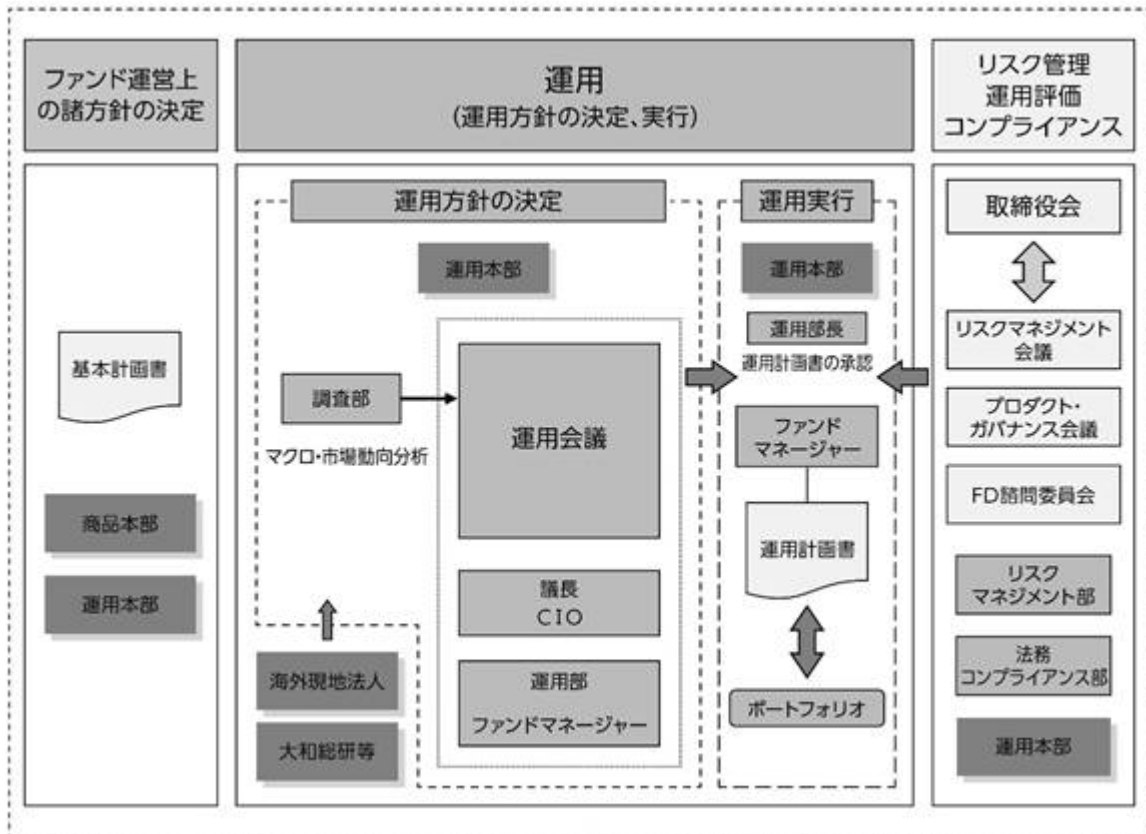 ファンド運営上
の諸方針の決定
運用
(運用方針の決定、実行)
リスク管理
運用評価
コンプライアンス
基本計画書
商品本部
運用本部
運用方針の決定
運用本部
調査部
マクロ・市場動向分析
運用会議
議長
CIO
運用部
ファンドマネージャー
海外現地法人
大和総研等
運用実行
運用本部
運用部長
運用計画書の承認
ファンド
マネージャー
運用計画書
ポートフォリオ
取締役会
リスクマネジメント
会議
プロダクト・
ガバナンス会議
FD諮問委員会
リスク
マネジメント部
法務
コンプライアンス部
運用本部